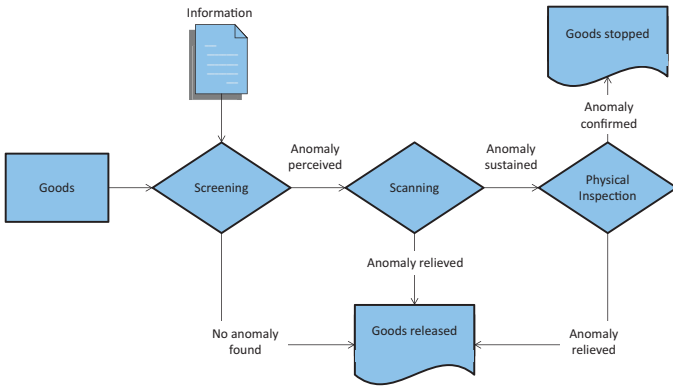 Information
Goods stopped
Anomaly
confirmed
Goods
Screening
Anomaly
perceived
Scanning
Anomaly
sustained
Physical
Inspection
Anomaly relieved
No anomaly
found
Goods released
Anomaly
relieved